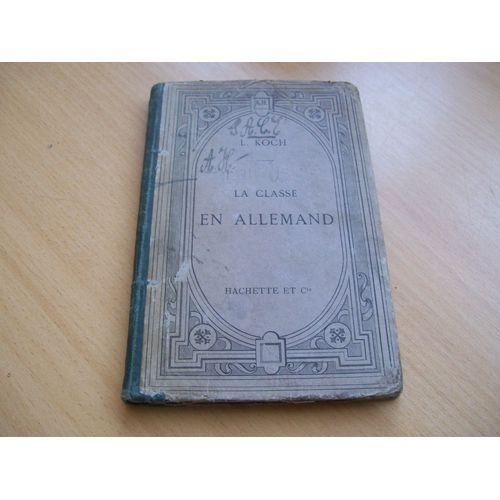 L. KOCH
LA CLASSE
EN ALLEMAND
HACHETTE ET Cie